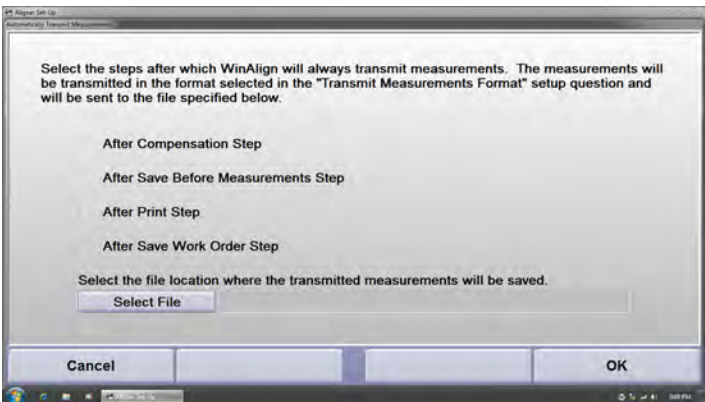 Aligner Set-Up
Automatically Transmit Measurements
Select the steps after which WinAlign will always transmit measurements.  The measurements will
be transmitted in the format selected in the "Transmit Measurements Format" setup question and
will be sent to the file specified below.
After Compensation Step
After Save Before Measurements Step
After Print Step
After Save Work Order Step
Select the file location where the transmitted measurements will be saved.
Select File
Cancel
OK
Aligner Set-Up